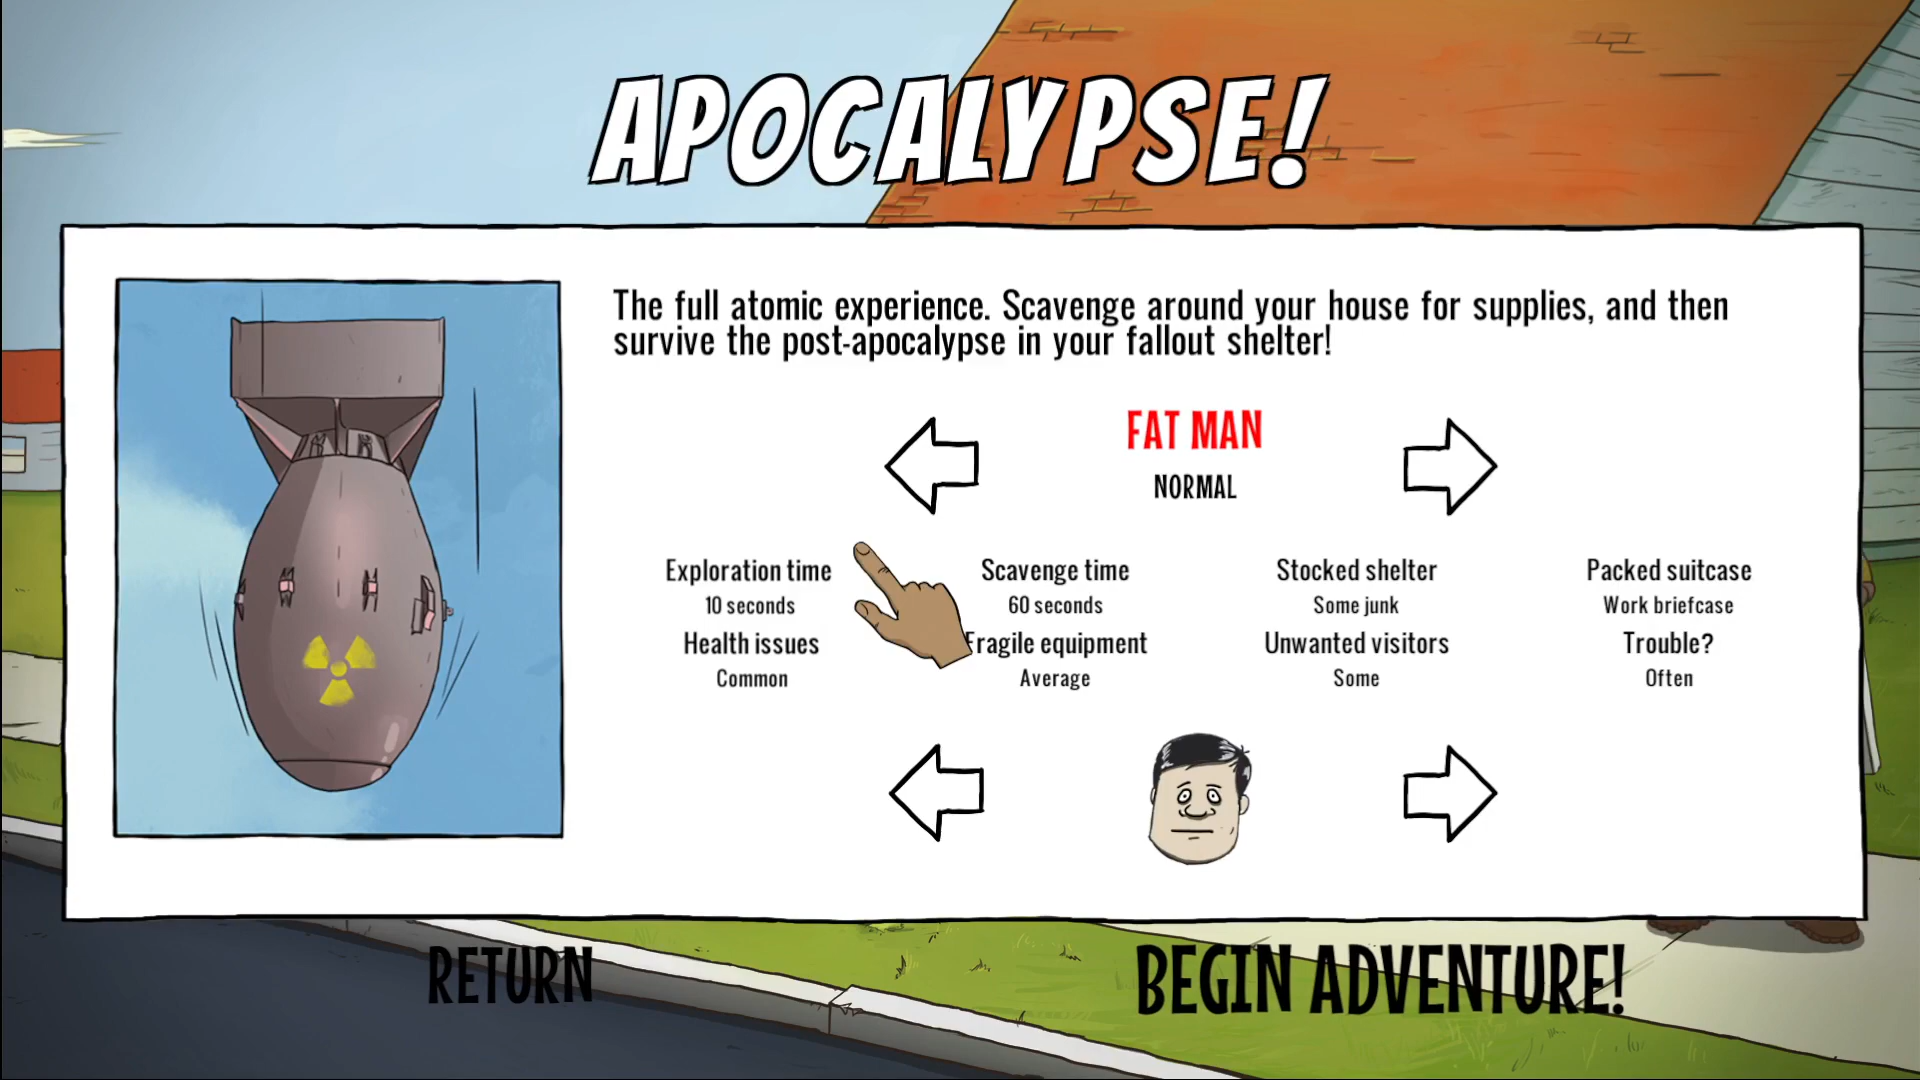 APOCALYPSE!
The full atomic experience. Scavenge around your house for supplies, and then
survive the post-apocalypse in your fallout shelter!
FAT MAN
NORMAL
Exploration time Scavenge time Stocked shelter Packed suitcase
10 seconds 60 seconds Some junk Work briefcase
Health issues Fragile equipment Unwanted visitors Trouble?
Common Average Some Often
RETURN BEGIN ADVENTURE!